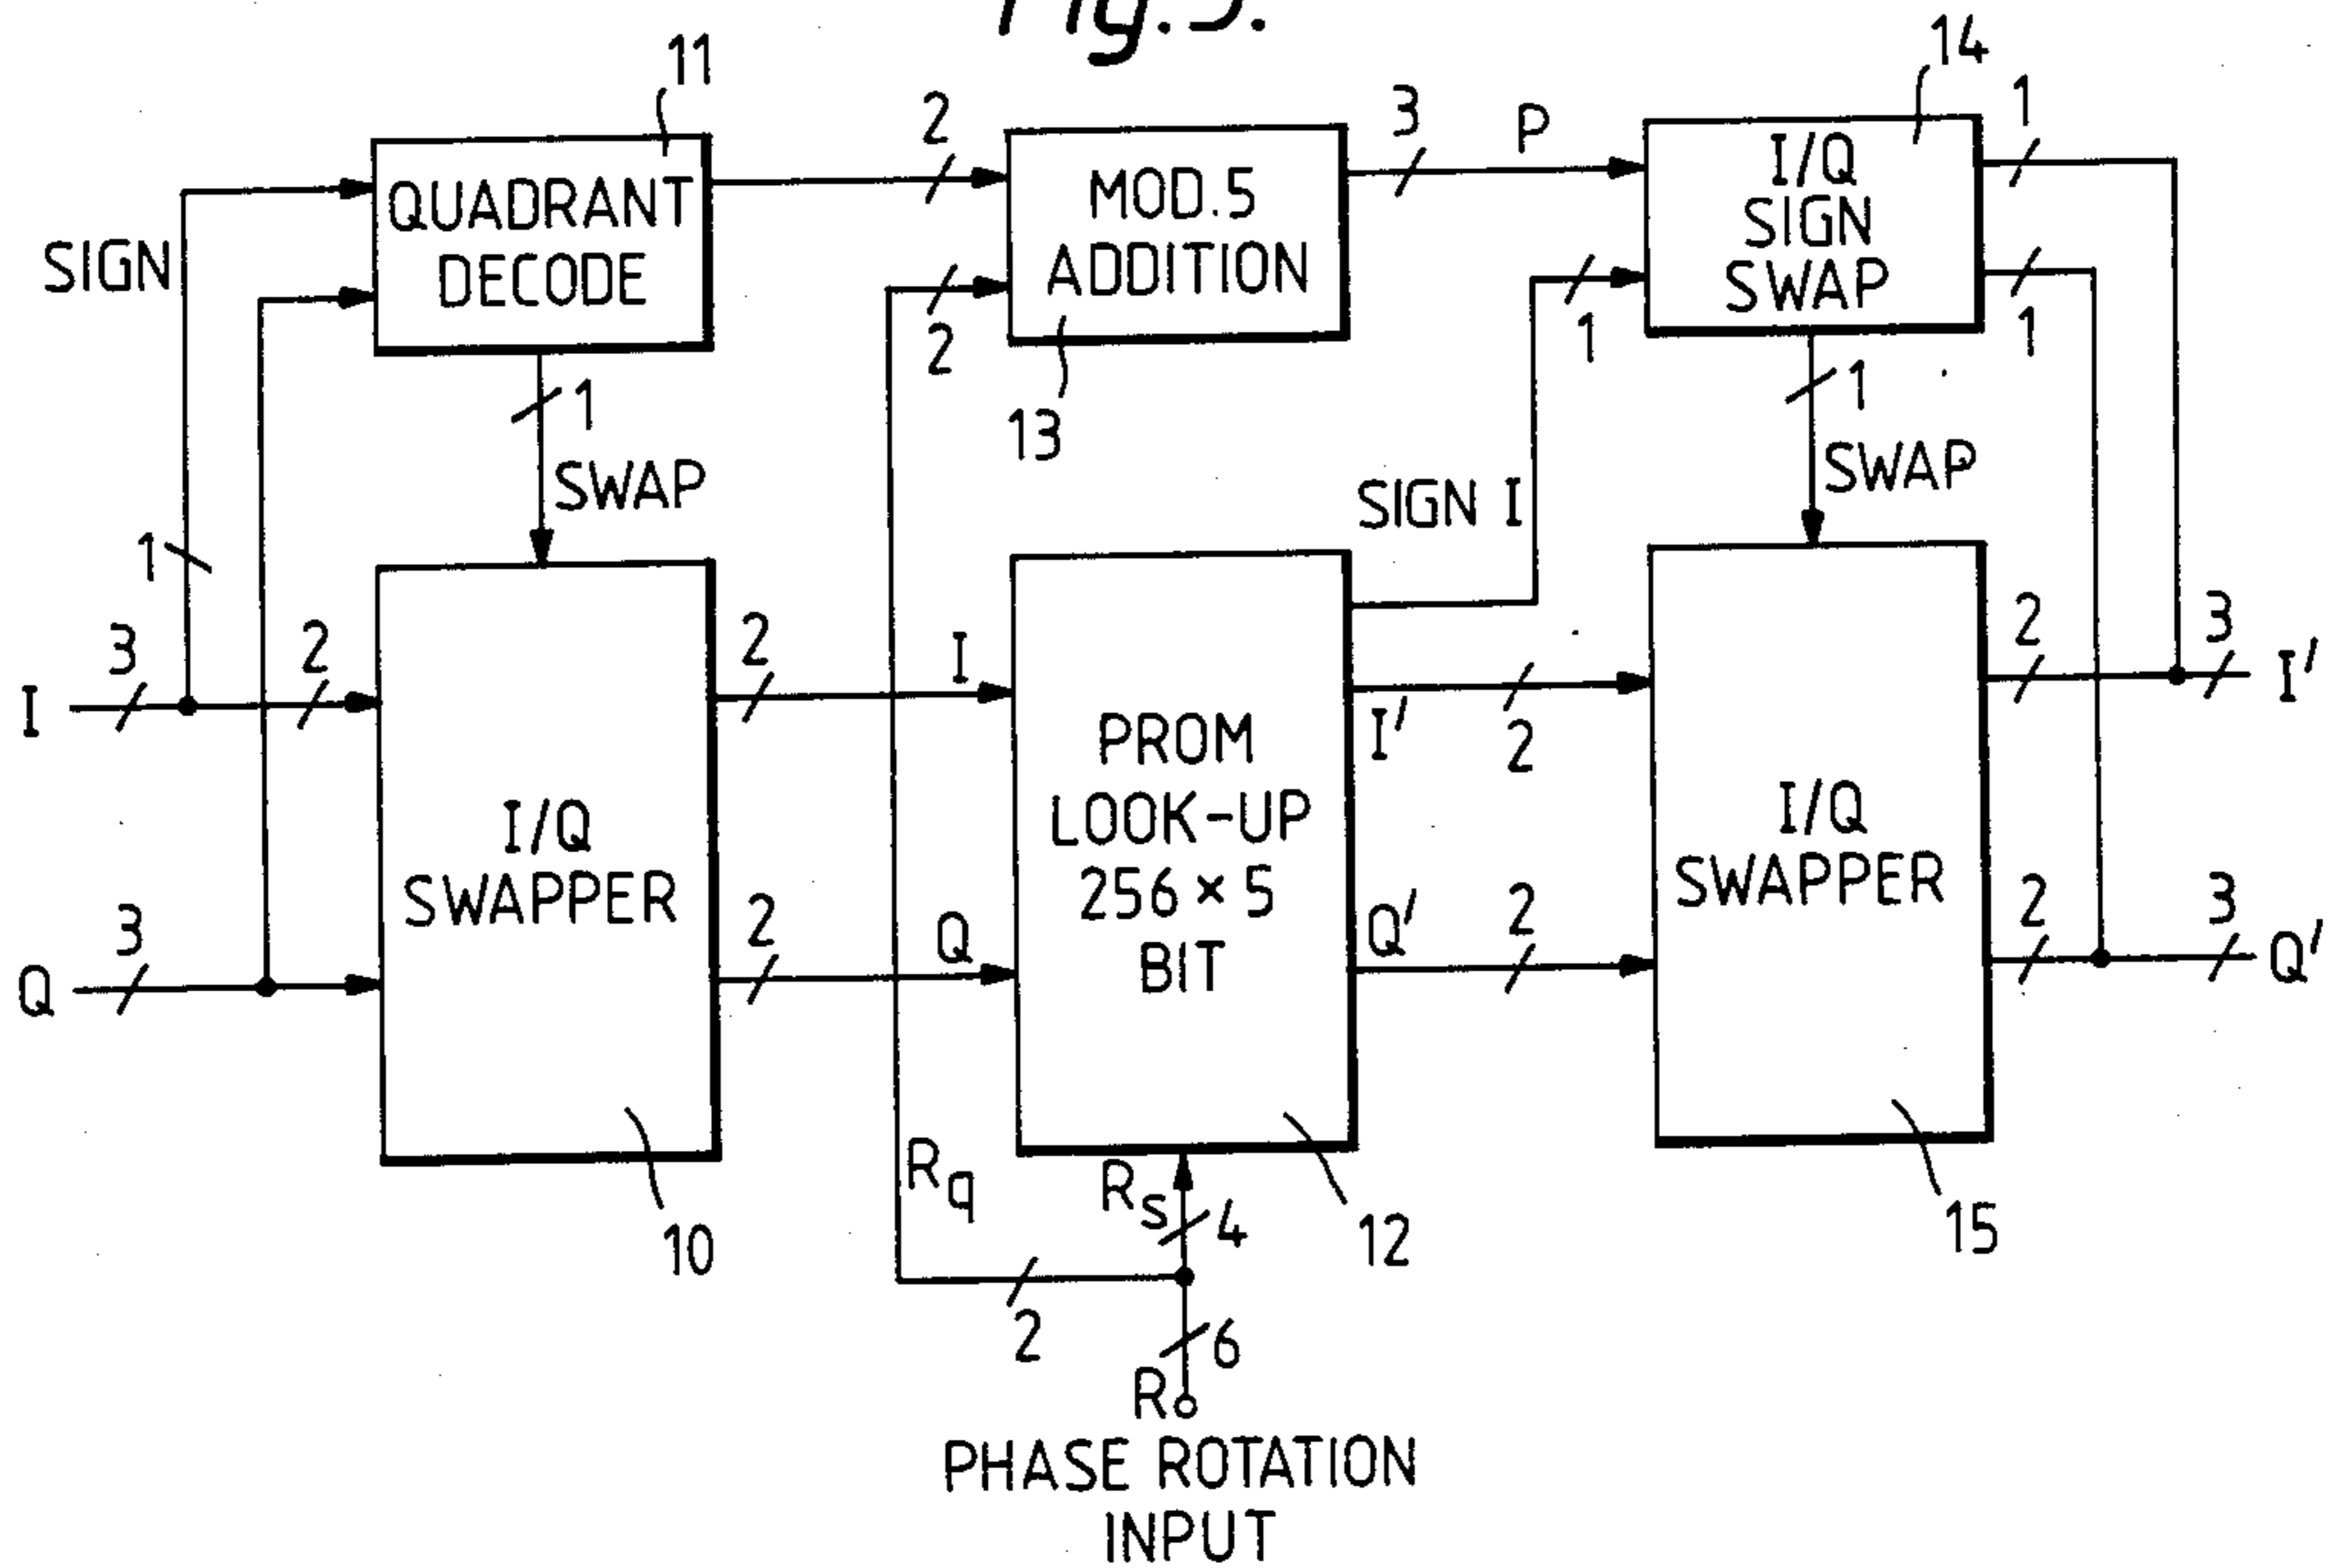 Fig. 5.
11
14
2
3
P
1
QUADRANT
DECODE
MOD.5
ADDITION
I/Q
SIGN
SWAP
SIGN
2
1
1
1
1
13
SWAP
SWAP
SIGN I
1
3
2
2
I
2
3
I
I'
I'
2
PROM
LOOK-UP
256 × 5
BIT
I/Q
SWAPPER
I/Q
SWAPPER
3
2
Q
Q'
2
2
3
Q
Q'
Rq
Rs
4
10
12
15
2
6
R
PHASE ROTATION
INPUT